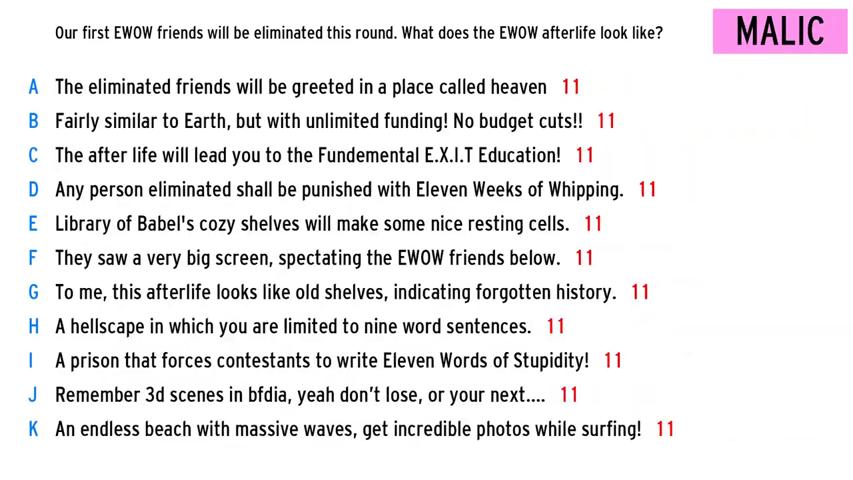 Our first EWOW friends will be eliminated this round. What does the EWOW afterlife look like?
MALIC
A The eliminated friends will be greeted in a place called heaven 11
B Fairly similar to Earth, but with unlimited funding! No budget cuts!! 11
C The after life will lead you to the Fundemental E.X.I.T Education! 11
D Any person eliminated shall be punished with Eleven Weeks of Whipping. 11
E Library of Babel's cozy shelves will make some nice resting cells. 11
F They saw a very big screen, spectating the EWOW friends below. 11
G To me, this afterlife looks like old shelves, indicating forgotten history. 11
H A hellscape in which you are limited to nine word sentences. 11
I A prison that forces contestants to write Eleven Words of Stupidity! 11
J Remember 3d scenes in bfdia, yeah don’t lose, or your next.... 11
K An endless beach with massive waves, get incredible photos while surfing! 11